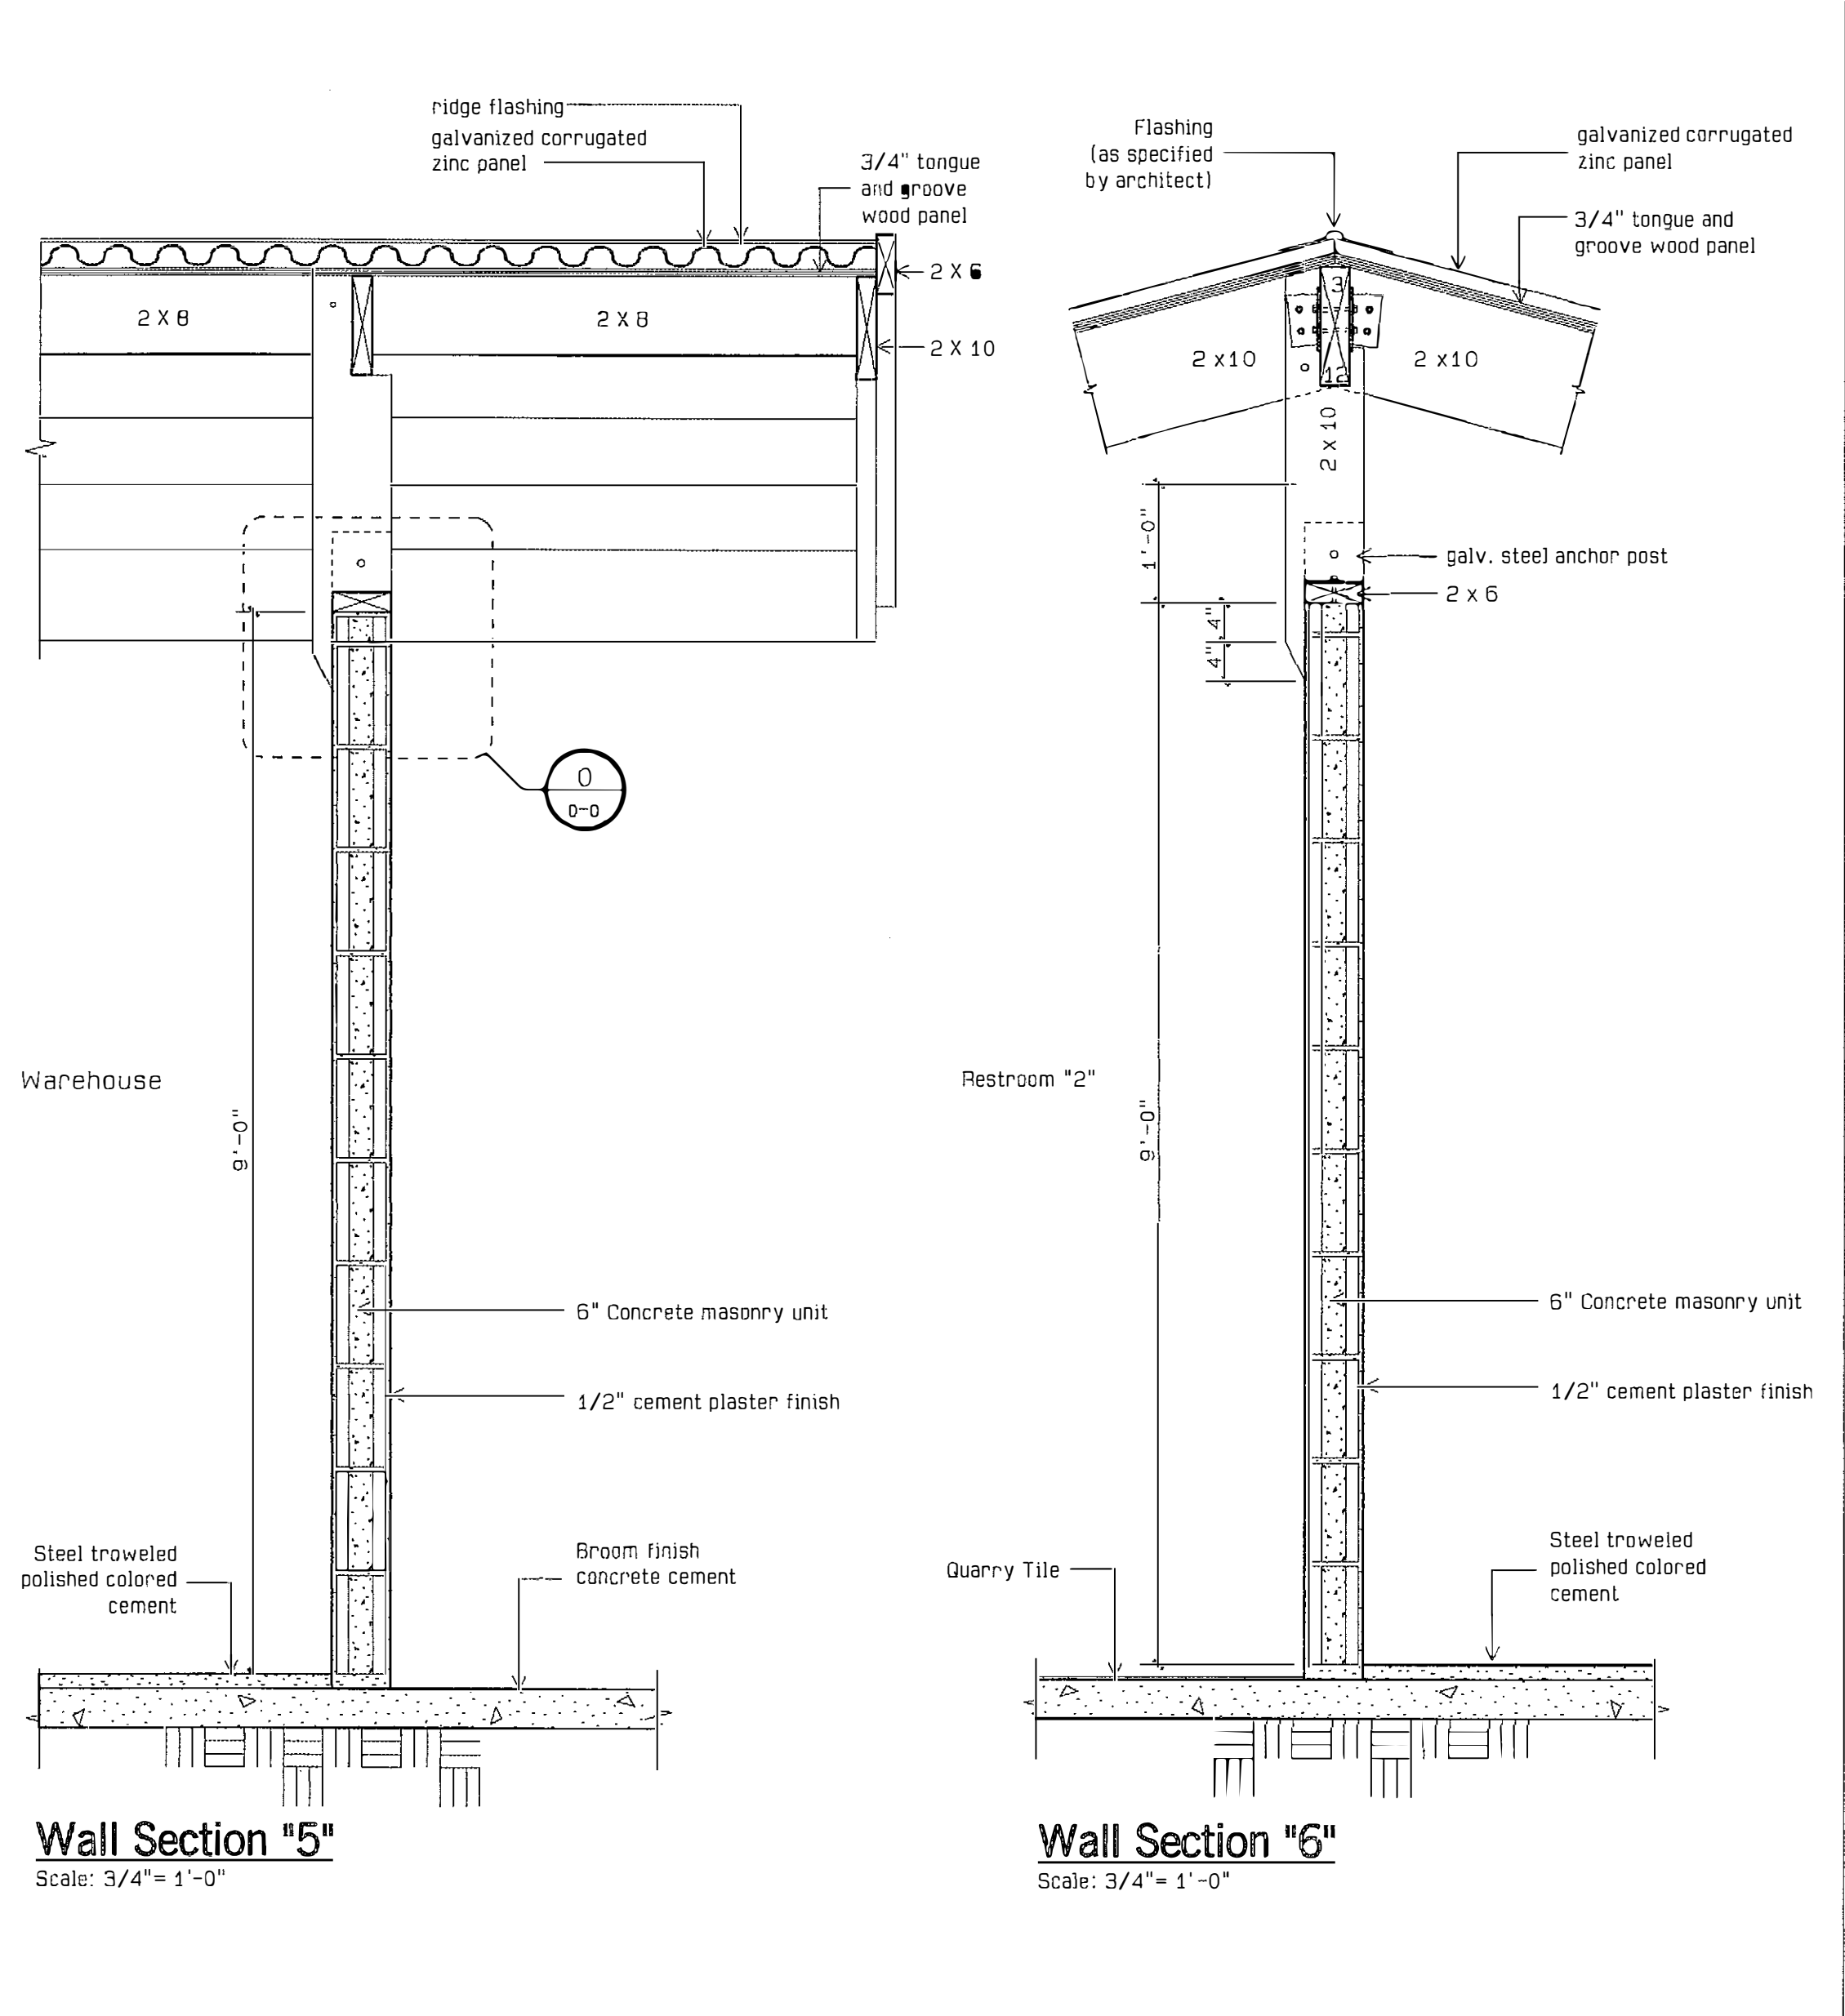 ridge flashing
galvanized corrugated
zinc panel
3/4" tongue
and groove
wood panel
2 X 6
2 X 8
2 X 8
2 X 10
0
0-0
Warehouse
9'-0"
6" Concrete masonry unit
1/2" cement plaster finish
Steel troweled
polished colored
cement
Broom finish
concrete cement
Wall Section "5"
Scale: 3/4"= 1'-0"
Flashing
(as specified
by architect)
galvanized corrugated
zinc panel
3/4" tongue and
groove wood panel
3
2 x10
2 x10
12
2 x 10
1'-0"
galv. steel anchor post
2 x 6
4"
4"
Restroom "2"
9'-0"
6" Concrete masonry unit
1/2" cement plaster finish
Quarry Tile
Steel troweled
polished colored
cement
Wall Section "6"
Scale: 3/4"= 1'-0"